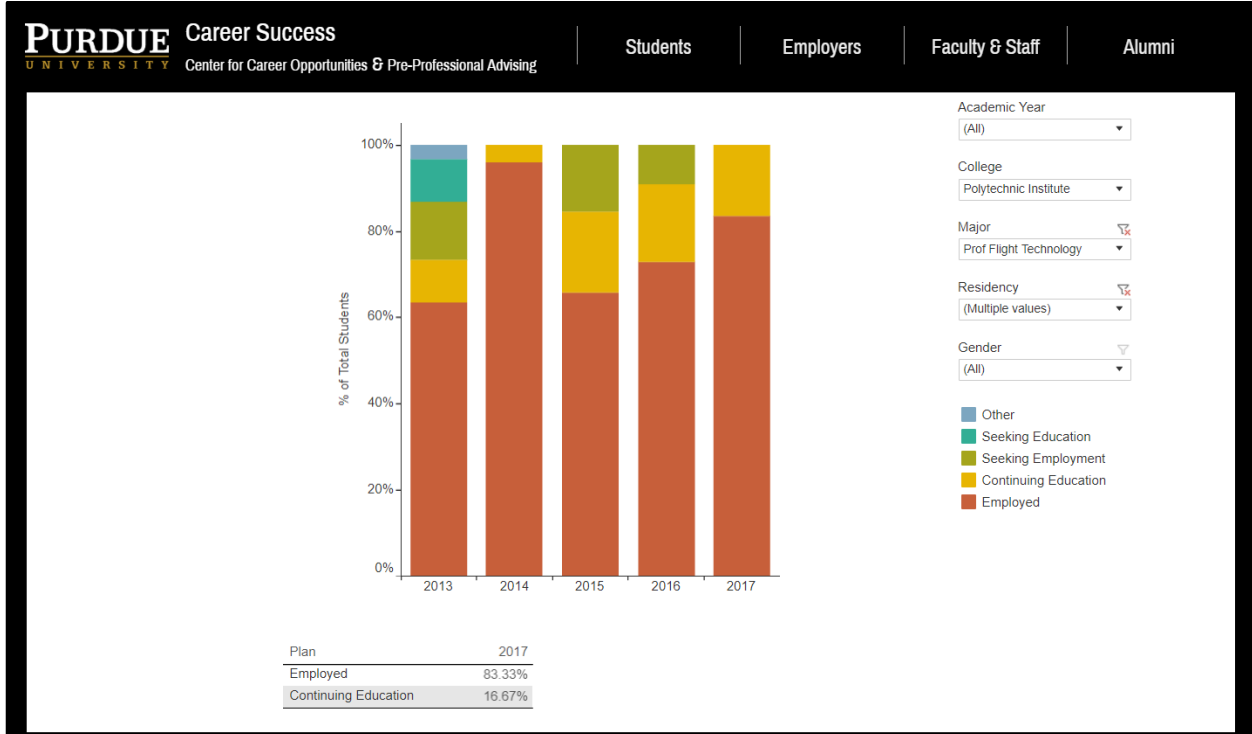 PURDUE
UNIVERSITY
Career Success
Center for Career Opportunities & Pre-Professional Advising
Students
Employers
Faculty & Staff
Alumni
% of Total Students
100%
80%
60%
40%
20%
0%
2013
2014
2015
2016
2017
Academic Year
(All)
College
Polytechnic Institute
Major
Prof Flight Technology
Residency
(Multiple values)
Gender
(All)
Other
Seeking Education
Seeking Employment
Continuing Education
Employed
Plan 2017
Employed 83.33%
Continuing Education 16.67%